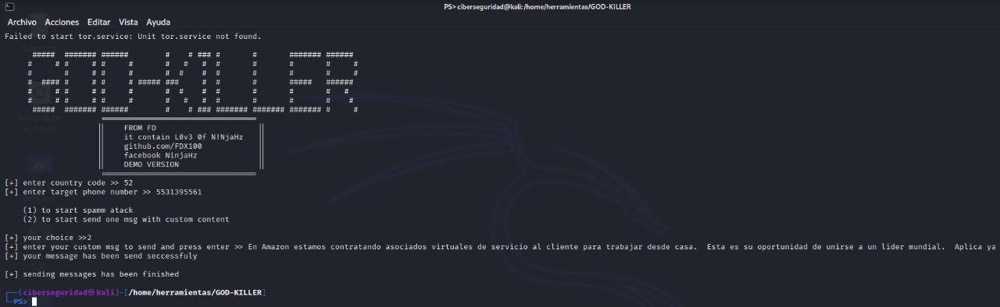 PS> ciberseguridad@kali: /home/herramientas/GOD-KILLER
Archivo Acciones Editar Vista Ayuda
Failed to start tor.service: Unit tor.service not found.
GOD-KILLER
FROM FD
it contain L0v3 0f N!NjaHz
github.com/FDX100
facebook NinjaHz
DEMO VERSION
[+] enter country code >> 52
[+] enter target phone number >> 5531395561
(1) to start spamm atack
(2) to start send one msg with custom content
[+] your choice >>2
[+] enter your custom msg to send and press enter >> En Amazon estamos contratando asociados virtuales de servicio al cliente para trabajar desde casa. Esta es su oportunidad de unirse a un lider mundial. Aplica ya
[+] your message has been send seccessfuly
[+] sending messages has been finished
┌──(ciberseguridad㉿kali)-[/home/herramientas/GOD-KILLER]
└─PS>